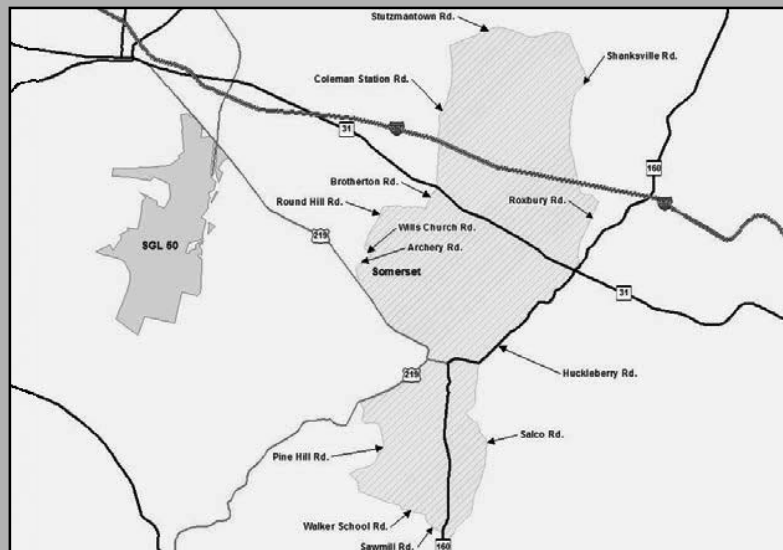 Stutzmantown Rd.
Shanksville Rd.
Coleman Station Rd.
31
160
Brotherton Rd.
Round Hill Rd.
Roxbury Rd.
219
Wills Church Rd.
SGL 50
Archery Rd.
Somerset
31
219
Huckleberry Rd.
Salco Rd.
Pine Hill Rd.
Walker School Rd.
Sawmill Rd.
160